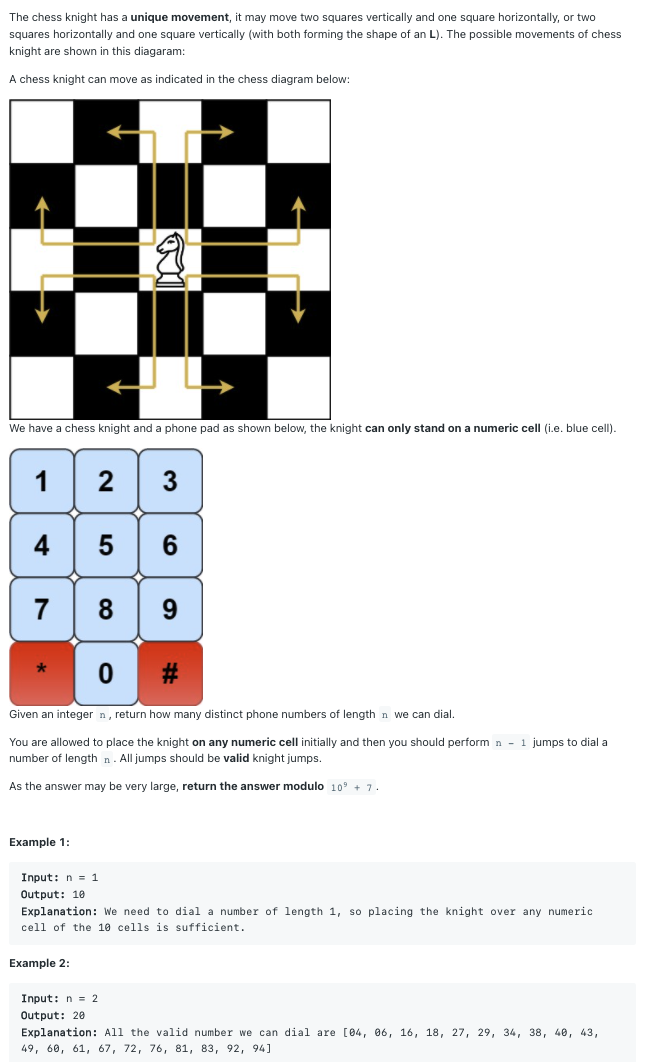 The chess knight has a unique movement, it may move two squares vertically and one square horizontally, or two
squares horizontally and one square vertically (with both forming the shape of an L). The possible movements of chess
knight are shown in this diagaram:
A chess knight can move as indicated in the chess diagram below:
We have a chess knight and a phone pad as shown below, the knight can only stand on a numeric cell (i.e. blue cell).
1 2 3
4 5 6
7 8 9
* 0 #
Given an integer n, return how many distinct phone numbers of length n we can dial.
You are allowed to place the knight on any numeric cell initially and then you should perform n - 1 jumps to dial a
number of length n. All jumps should be valid knight jumps.
As the answer may be very large, return the answer modulo 10⁹ + 7.
Example 1:
Input: n = 1
Output: 10
Explanation: We need to dial a number of length 1, so placing the knight over any numeric
cell of the 10 cells is sufficient.
Example 2:
Input: n = 2
Output: 20
Explanation: All the valid number we can dial are [04, 06, 16, 18, 27, 29, 34, 38, 40, 43,
49, 60, 61, 67, 72, 76, 81, 83, 92, 94]